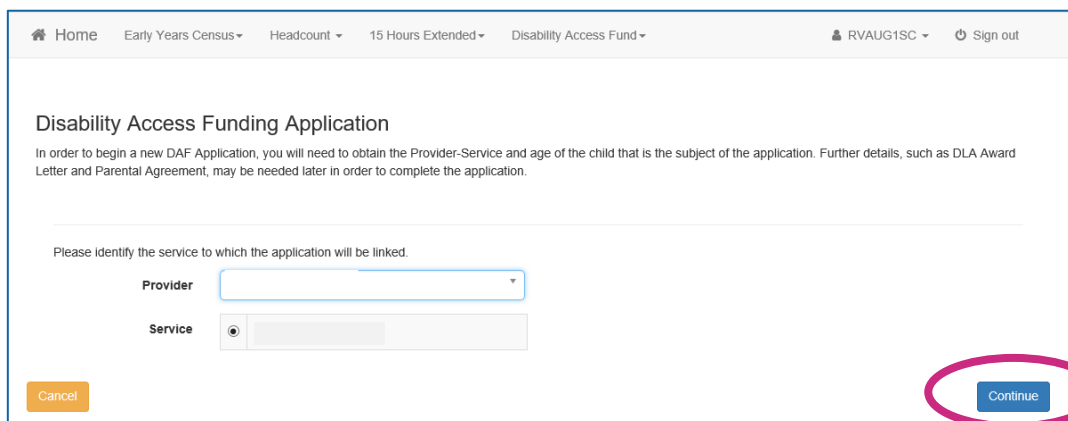 Home Early Years Census Headcount 15 Hours Extended Disability Access Fund RVAUG1SC Sign out
Disability Access Funding Application
In order to begin a new DAF Application, you will need to obtain the Provider-Service and age of the child that is the subject of the application. Further details, such as DLA Award
Letter and Parental Agreement, may be needed later in order to complete the application.
Please identify the service to which the application will be linked.
Provider
Service
Cancel Continue